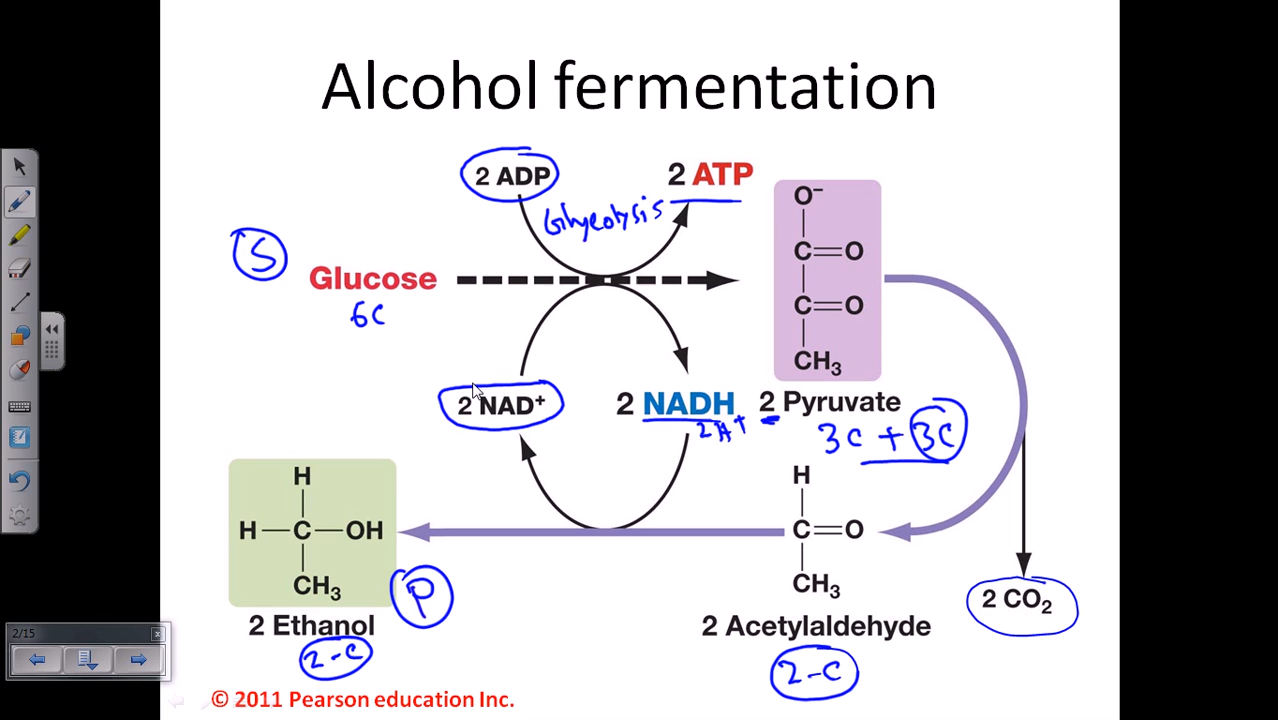 Alcohol fermentation
2 ADP
2 ATP
Glycolysis
S
Glucose
6C
O⁻
C=O
C=O
CH₃
2 NAD⁺
2 NADH
2H⁺
2 Pyruvate
3C + 3C
H
H—C—OH
CH₃
2 Ethanol
2-C
P
H
C=O
CH₃
2 Acetylaldehyde
2-C
2 CO₂
2/15
x
© 2011 Pearson education Inc.